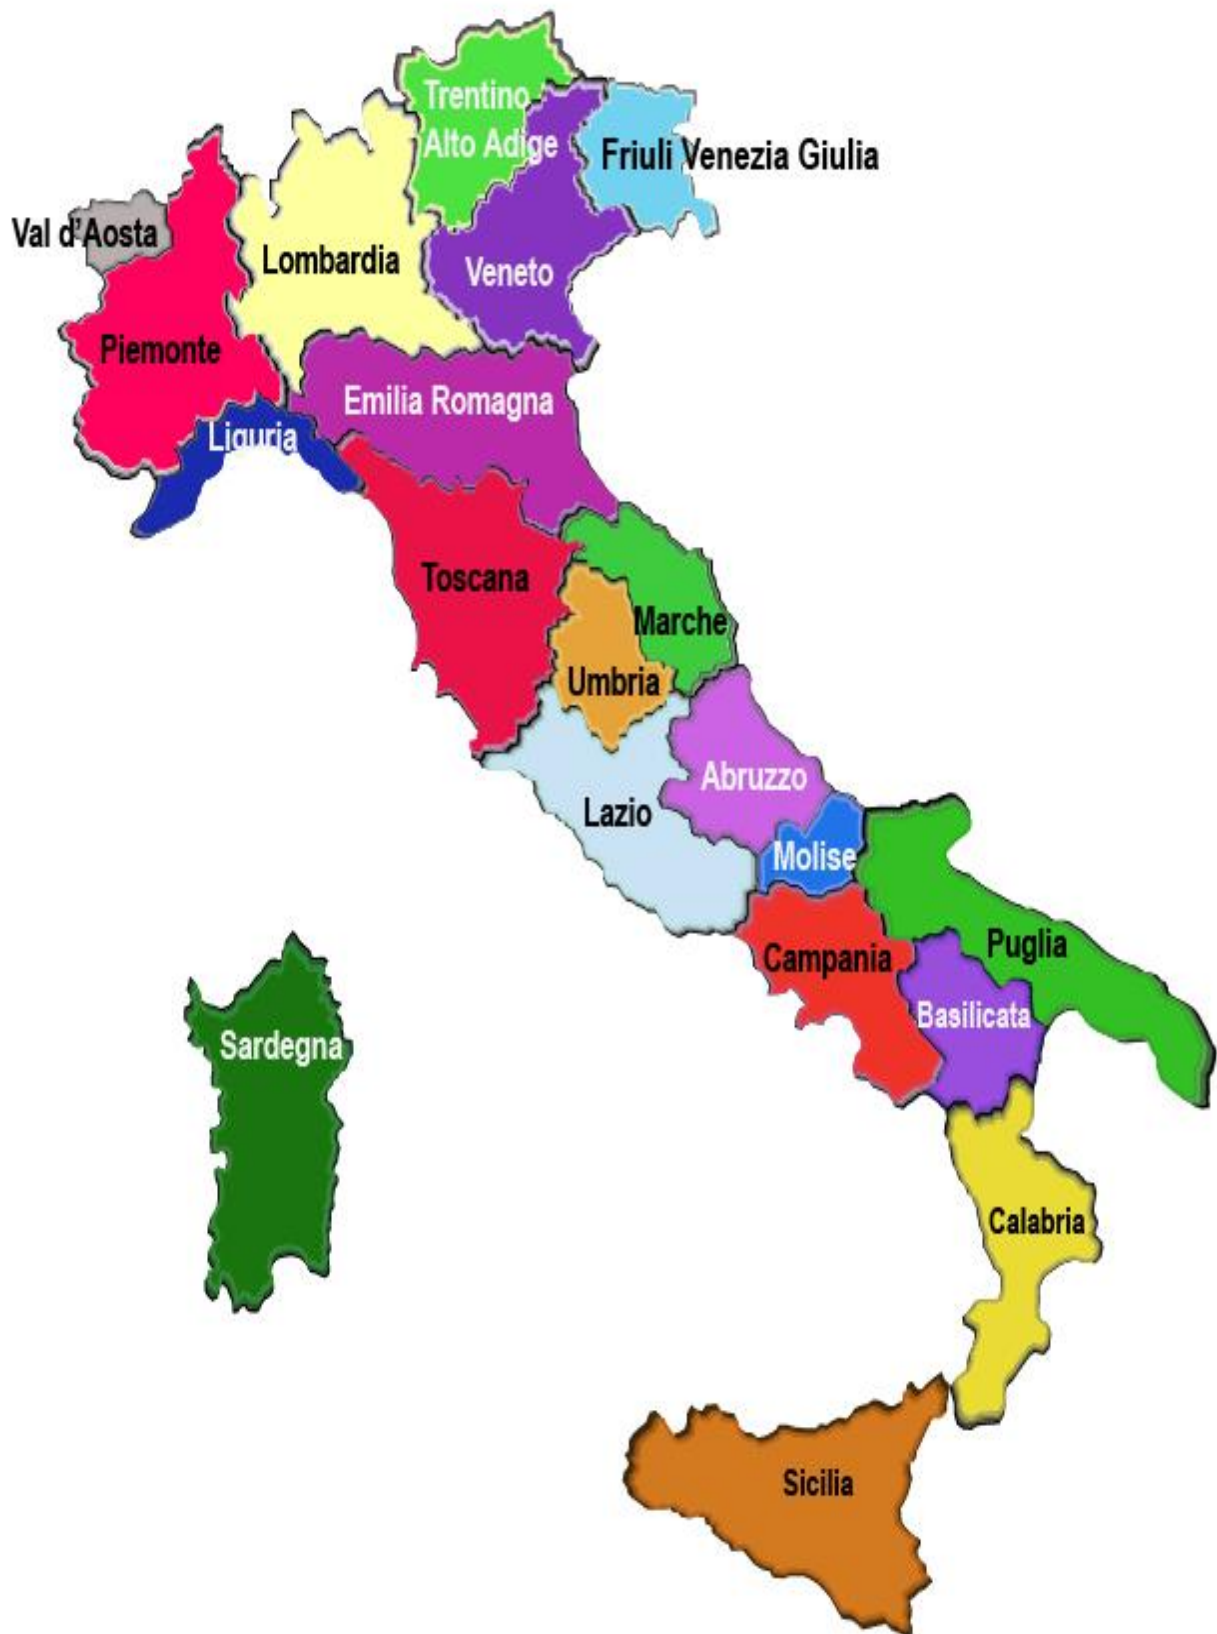 Trentino
Alto Adige
Friuli Venezia Giulia
Val d'Aosta
Lombardia
Veneto
Piemonte
Emilia Romagna
Liguria
Toscana
Marche
Umbria
Abruzzo
Lazio
Molise
Puglia
Campania
Basilicata
Sardegna
Calabria
Sicilia